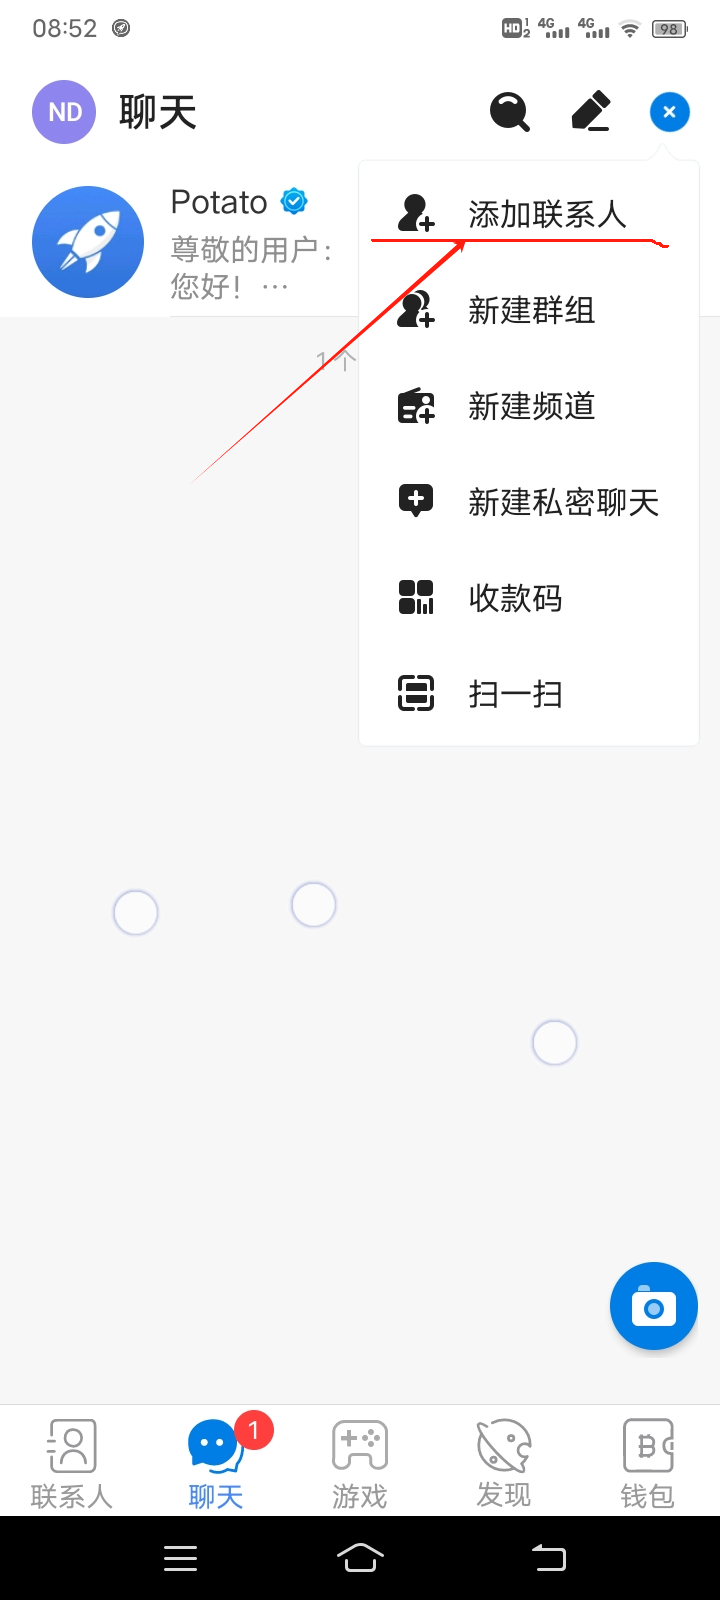 08:52
HD 1 2 4G 4G 98
ND 聊天
Potato
尊敬的用户：
您好！ …
1个
添加联系人
新建群组
新建频道
新建私密聊天
收款码
扫一扫
1
联系人 聊天 游戏 发现 钱包